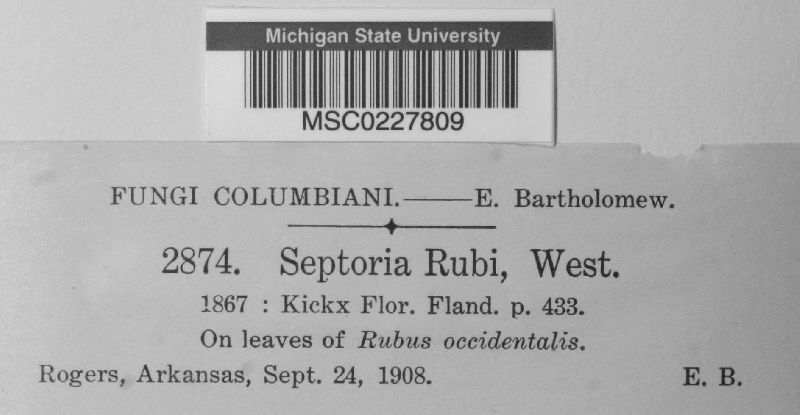 Michigan State University
MSC0227809
FUNGI COLUMBIANI.——E. Bartholomew.
2874. Septoria Rubi, West.
1867 : Kickx Flor. Fland. p. 433.
On leaves of Rubus occidentalis.
Rogers, Arkansas, Sept. 24, 1908. E. B.